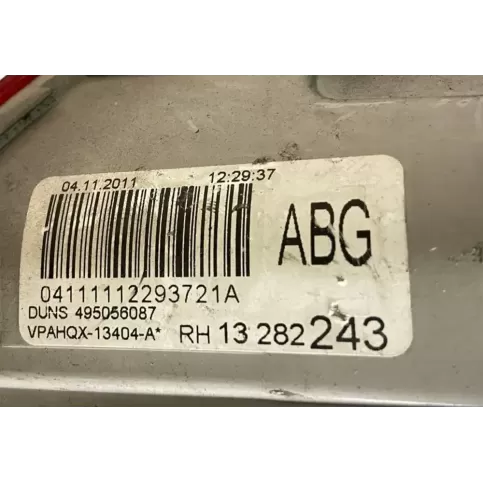 04.11.2011 12:29:37
ABG
04111112293721A
DUNS 495056087
VPAHQX-13404-A* RH 13 282 243